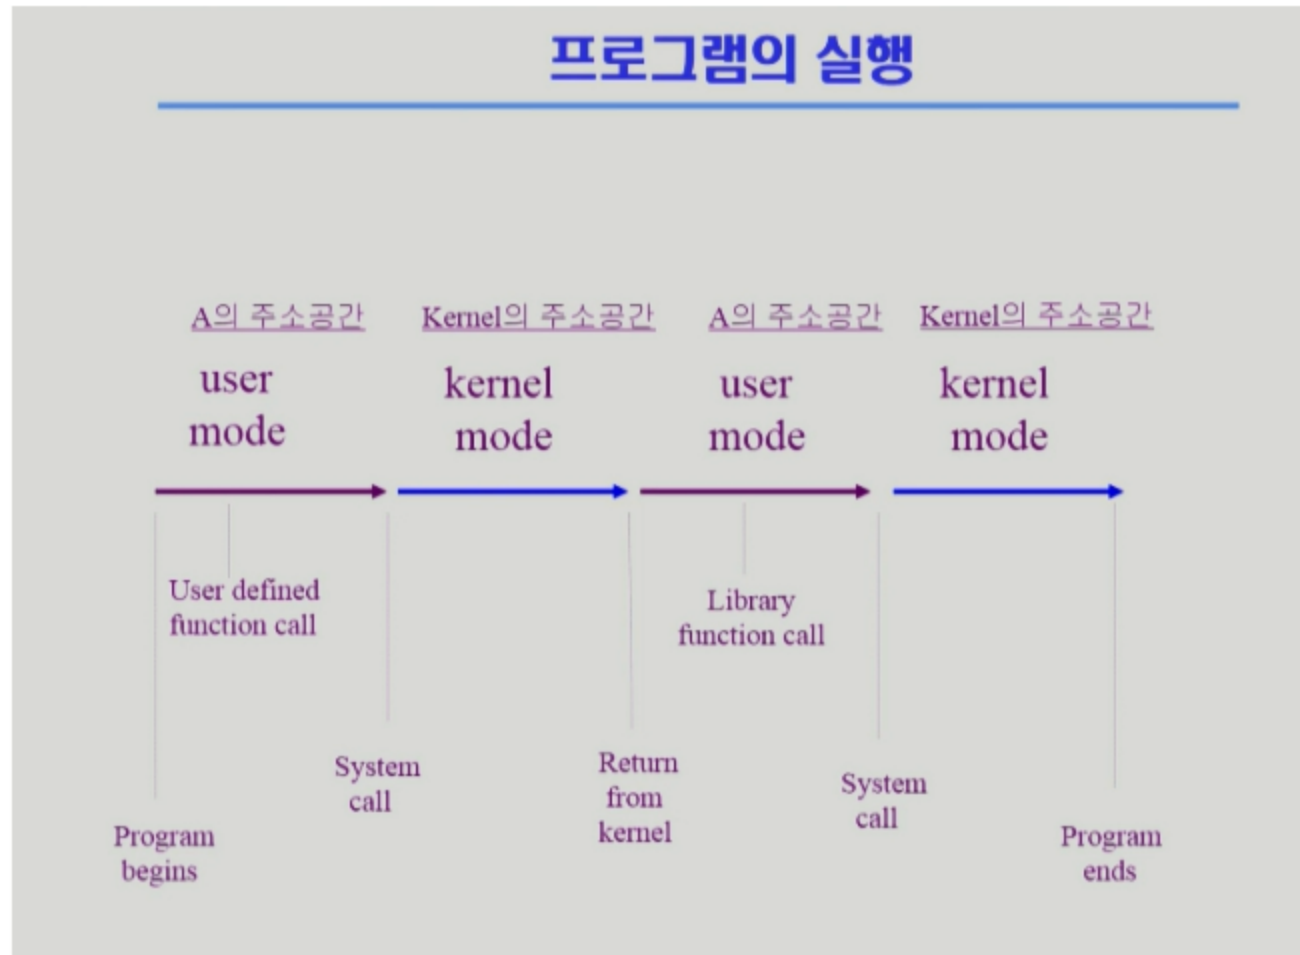 프로그램의 실행
A의 주소공간
Kernel의 주소공간
A의 주소공간
Kernel의 주소공간
user
mode
kernel
mode
user
mode
kernel
mode
User defined
function call
Library
function call
System
call
Return
from
kernel
System
call
Program
begins
Program
ends